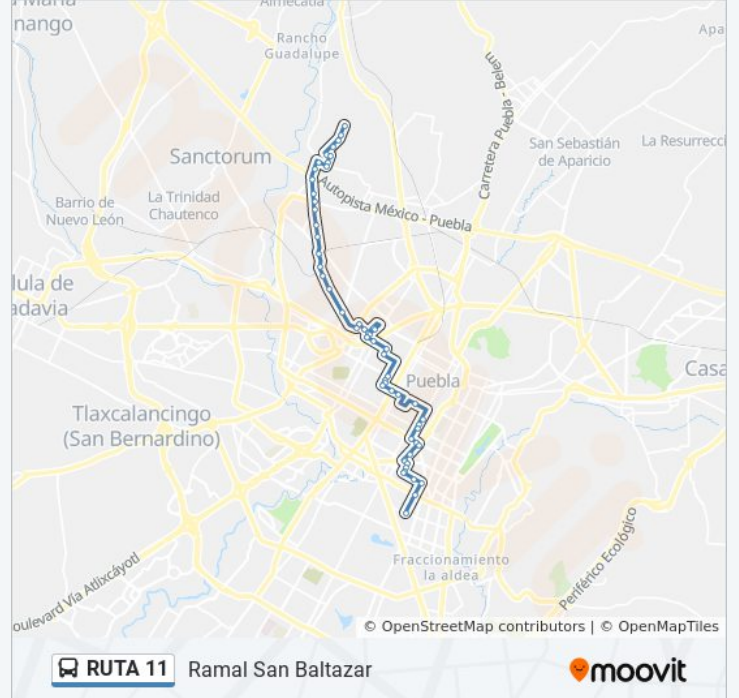 Maria
nango
Almecatla
Rancho
Guadalupe
Apa
Carretera Puebla - Belem
Sanctorum
San Sebastián
de Aparicio
La Resurrecci
Autopista México - Puebla
Barrio de
Nuevo León
La Trinidad
Chautenco
lula de
adavia
Puebla
Casa
Tlaxcalancingo
(San Bernardino)
Fraccionamiento
la aldea
Periférico Ecológico
oulevard Vía Atlixcáyotl
© OpenStreetMap contributors | © OpenMapTiles
RUTA 11 Ramal San Baltazar
moovit